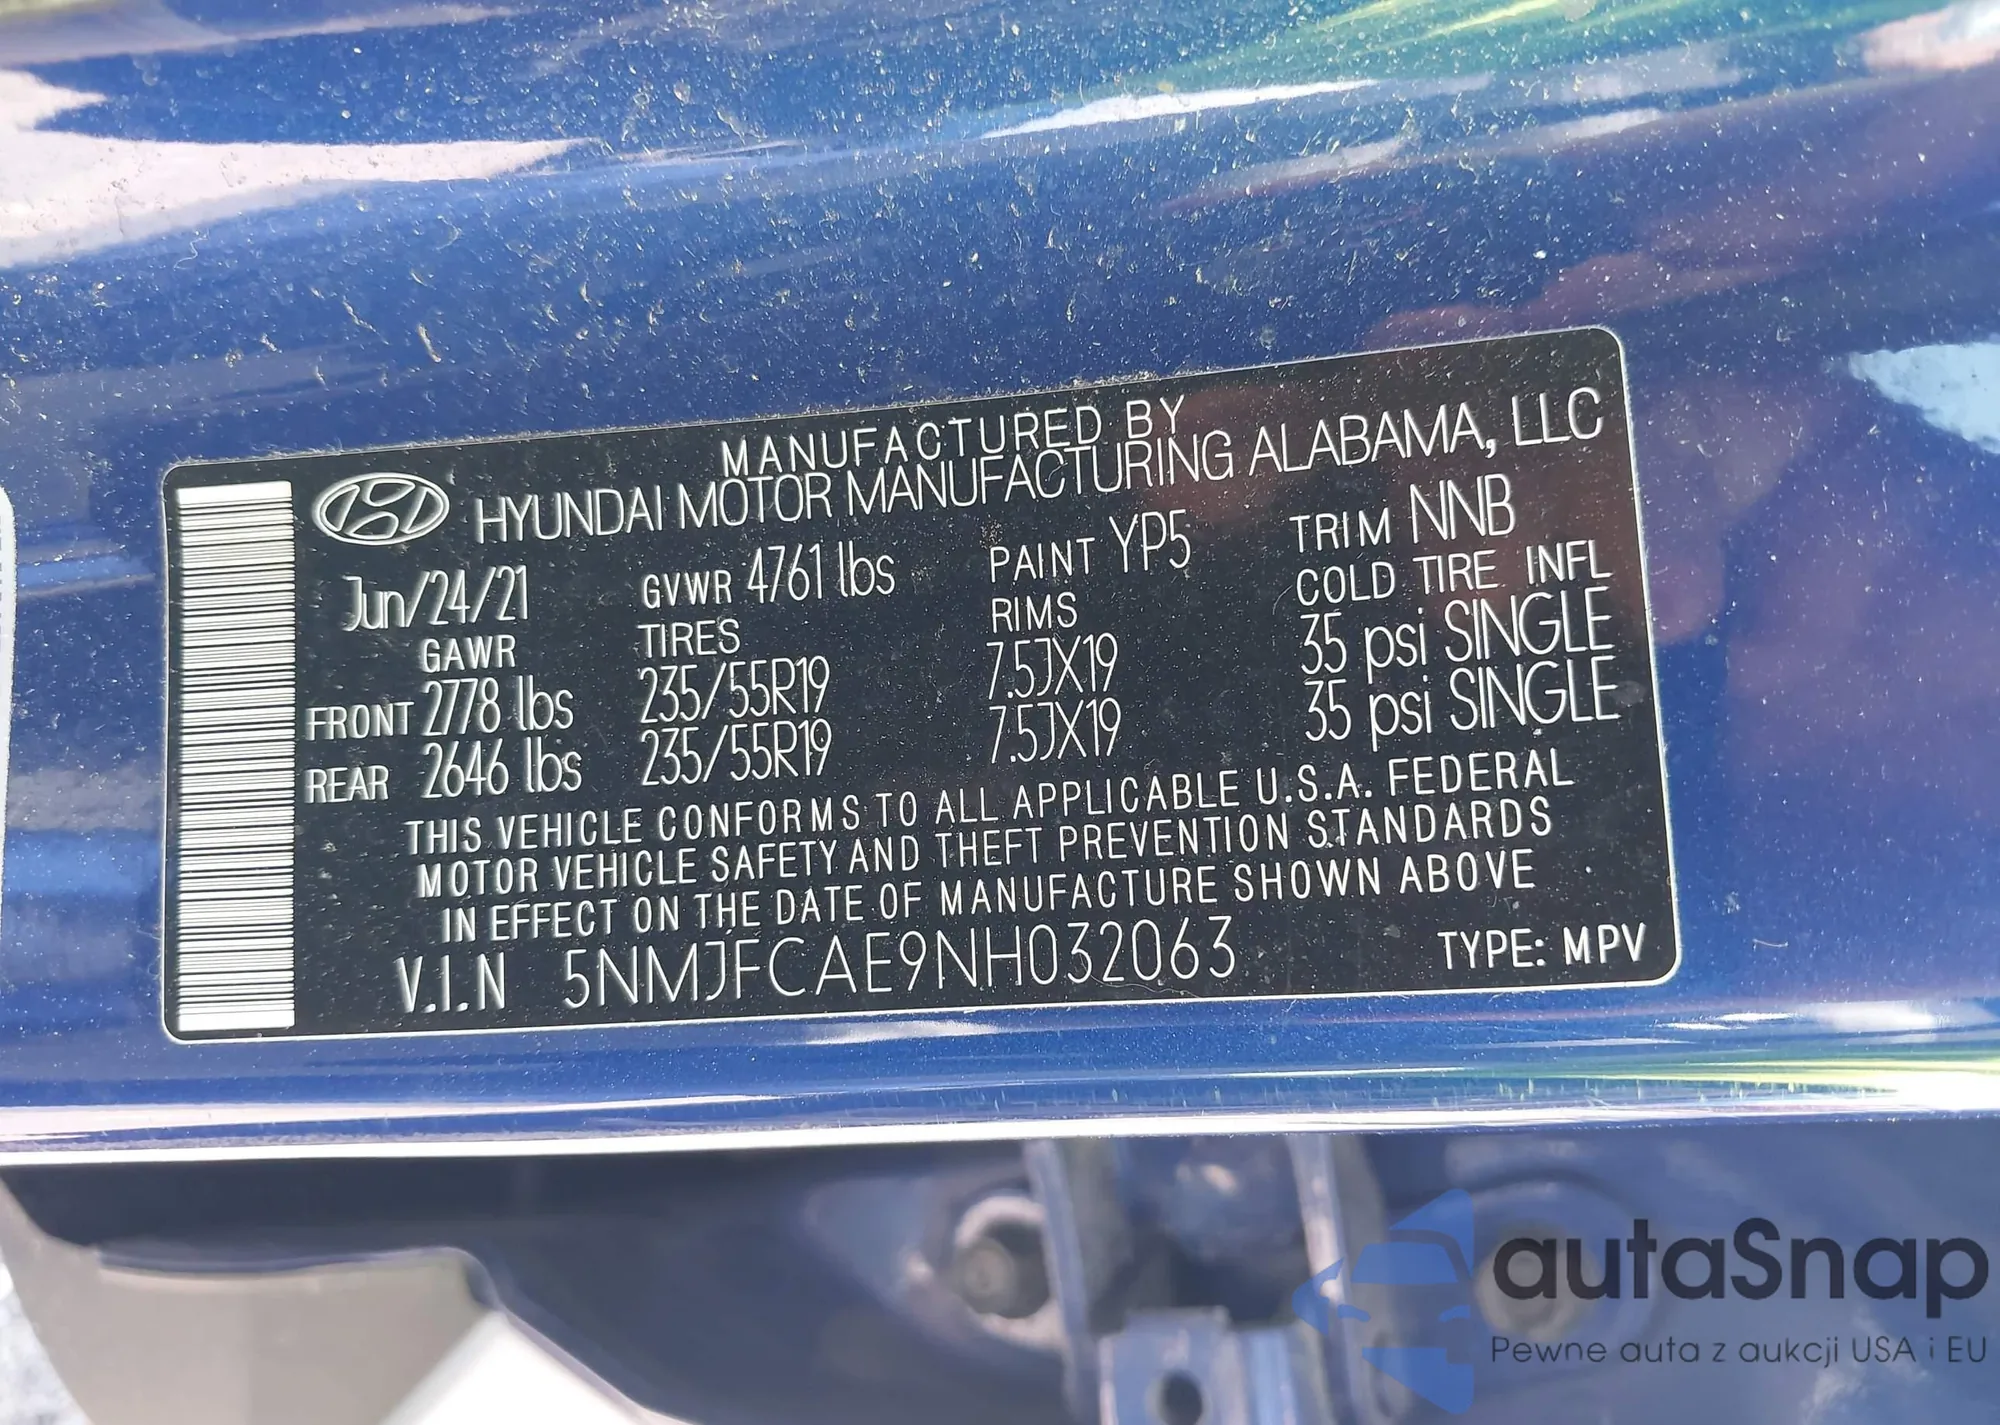 MANUFACTURED BY
HYUNDAI MOTOR MANUFACTURING ALABAMA, LLC
Jun/24/21 GVWR 4761 lbs PAINT YP5 TRIM NNB
GAWR TIRES RIMS COLD TIRE INFL
FRONT 2778 lbs 235/55R19 7.5JX19 35 psi SINGLE
REAR 2646 lbs 235/55R19 7.5JX19 35 psi SINGLE
THIS VEHICLE CONFORMS TO ALL APPLICABLE U.S.A. FEDERAL
MOTOR VEHICLE SAFETY AND THEFT PREVENTION STANDARDS
IN EFFECT ON THE DATE OF MANUFACTURE SHOWN ABOVE
V.I.N 5NMJFCAE9NH032063 TYPE: MPV
autaSnap
Pewne auta z aukcji USA i EU